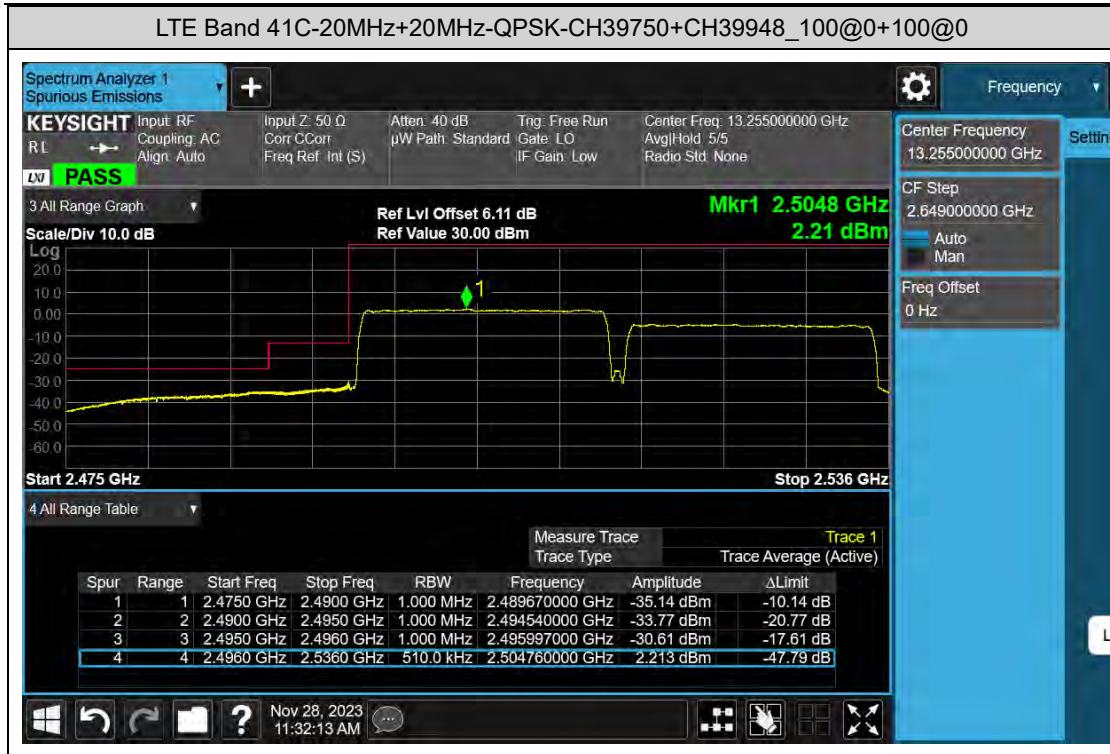 LTE Band 41C-20MHz+20MHz-QPSK-CH39750+CH39948_100@0+100@0
Spectrum Analyzer 1
Spurious Emissions
+
Frequency
KEYSIGHT
RL
LXI
PASS
Input: RF
Coupling: AC
Align: Auto
Input Z: 50 Ω
Corr CCorr
Freq Ref: Int (S)
Atten: 40 dB
µW Path: Standard
Trig: Free Run
Gate: LO
IF Gain: Low
Center Freq: 13.255000000 GHz
Avg|Hold: 5/5
Radio Std: None
Center Frequency
13.255000000 GHz
Settin
CF Step
2.649000000 GHz
Auto
Man
Freq Offset
0 Hz
3 All Range Graph
Scale/Div 10.0 dB
Ref Lvl Offset 6.11 dB
Ref Value 30.00 dBm
Mkr1 2.5048 GHz
2.21 dBm
Log
20.0
10.0
0.00
-10.0
-20.0
-30.0
-40.0
-50.0
-60.0
1
Start 2.475 GHz
Stop 2.536 GHz
4 All Range Table
Measure Trace Trace 1
Trace Type Trace Average (Active)
Spur Range Start Freq Stop Freq RBW Frequency Amplitude ΔLimit
1 1 2.4750 GHz 2.4900 GHz 1.000 MHz 2.489670000 GHz -35.14 dBm -10.14 dB
2 2 2.4900 GHz 2.4950 GHz 1.000 MHz 2.494540000 GHz -33.77 dBm -20.77 dB
3 3 2.4950 GHz 2.4960 GHz 1.000 MHz 2.495997000 GHz -30.61 dBm -17.61 dB
4 4 2.4960 GHz 2.5360 GHz 510.0 kHz 2.504760000 GHz 2.213 dBm -47.79 dB
L
?
Nov 28, 2023
11:32:13 AM